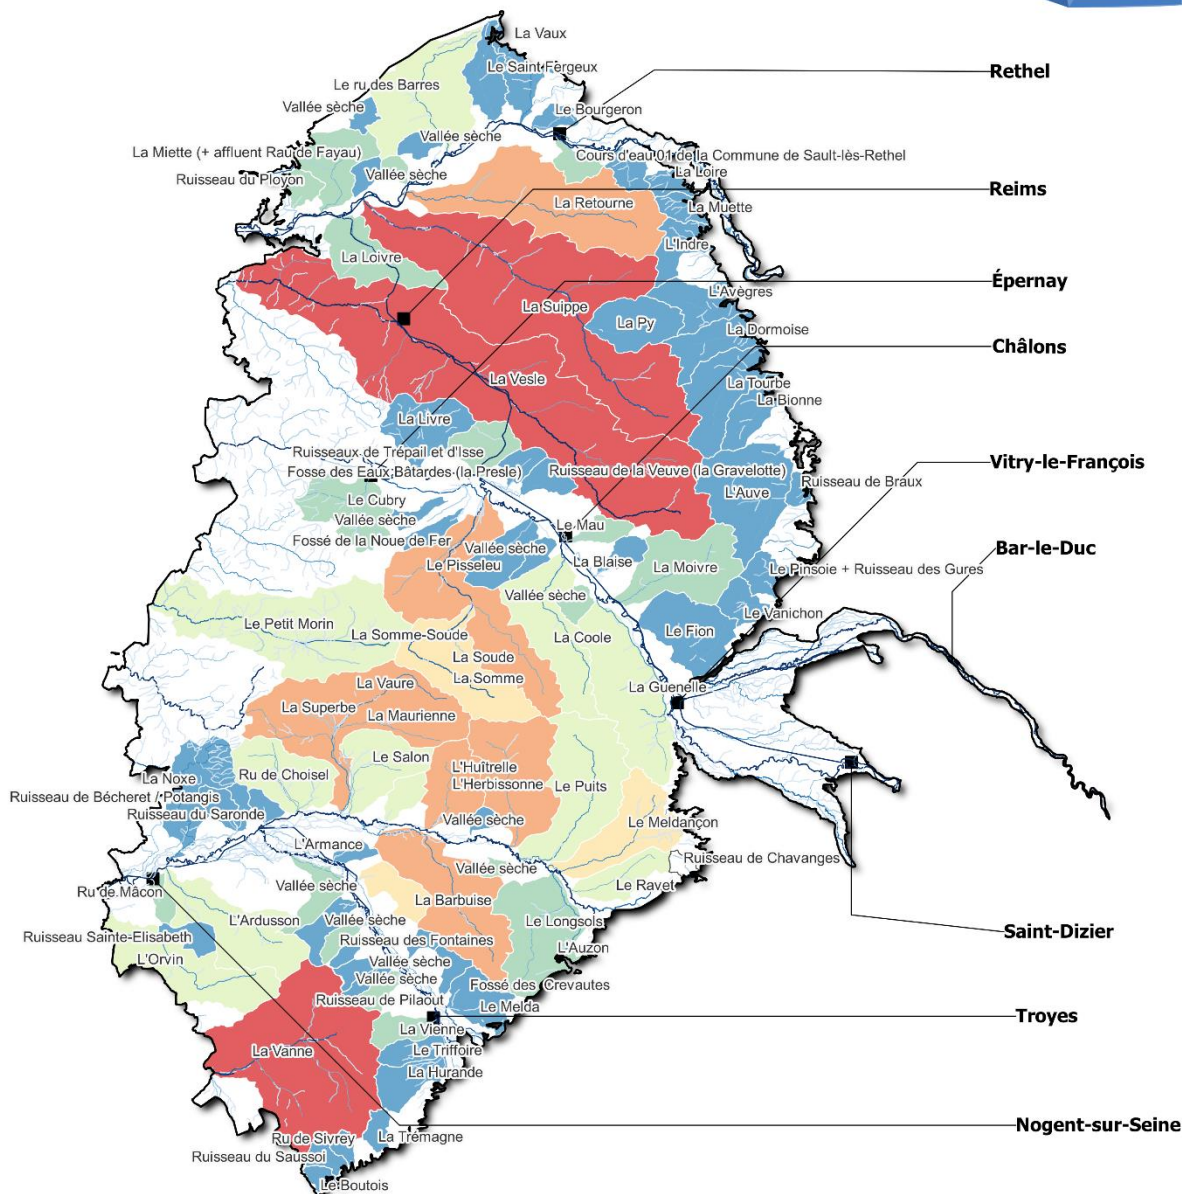 La Vaux
Le Saint Fergeux
Rethel
Le ru des Barres
Vallée sèche
Le Bourgeron
Vallée sèche
La Miette (+ affluent Rau de Fayau)
Cours d'eau 01 de la Commune de Sault-lès-Rethel
Ruisseau du Ployon
Vallée sèche
La Loire
Reims
La Retourne
La Muette
L'Indre
La Loivre
Épernay
L'Avègres
La Suippe
La Py
La Dormoise
Châlons
La Vesle
La Tourbe
La Bionne
La Livre
Ruisseaux de Trépail et d'Isse
Fosse des Eaux Bâtardes (la Presle)
Ruisseau de la Veuve (la Gravelotte)
Vitry-le-François
Ruisseau de Braux
L'Auve
Le Cubry
Vallée sèche
Le Mau
Fossé de la Noue de Fer
Vallée sèche
Bar-le-Duc
Le Pisseleu
La Blaise
La Moivre
Le Pinsoie + Ruisseau des Gures
Vallée sèche
Le Vanichon
Le Petit Morin
La Somme-Soude
La Coole
Le Fion
La Soude
La Somme
La Vaure
La Guenelle
La Superbe
La Maurienne
Le Salon
L'Huîtrelle
Ru de Choisel
L'Herbissonne
Le Puits
La Noxe
Ruisseau de Bécheret / Potangis
Ruisseau du Saronde
Vallée sèche
Le Meldançon
L'Armance
Ruisseau de Chavanges
Vallée sèche
Vallée sèche
Le Ravet
Ru de Mâcon
La Barbuise
L'Ardusson
Vallée sèche
Le Longsols
Saint-Dizier
Ruisseau Sainte-Elisabeth
Ruisseau des Fontaines
L'Auzon
L'Orvin
Vallée sèche
Vallée sèche
Fossé des Crevautes
Ruisseau de Pilaout
Le Melda
Troyes
La Vienne
La Vanne
Le Triffoire
La Hurande
Nogent-sur-Seine
Ru de Sivrey
La Trémagne
Ruisseau du Saussoi
Le Boutois